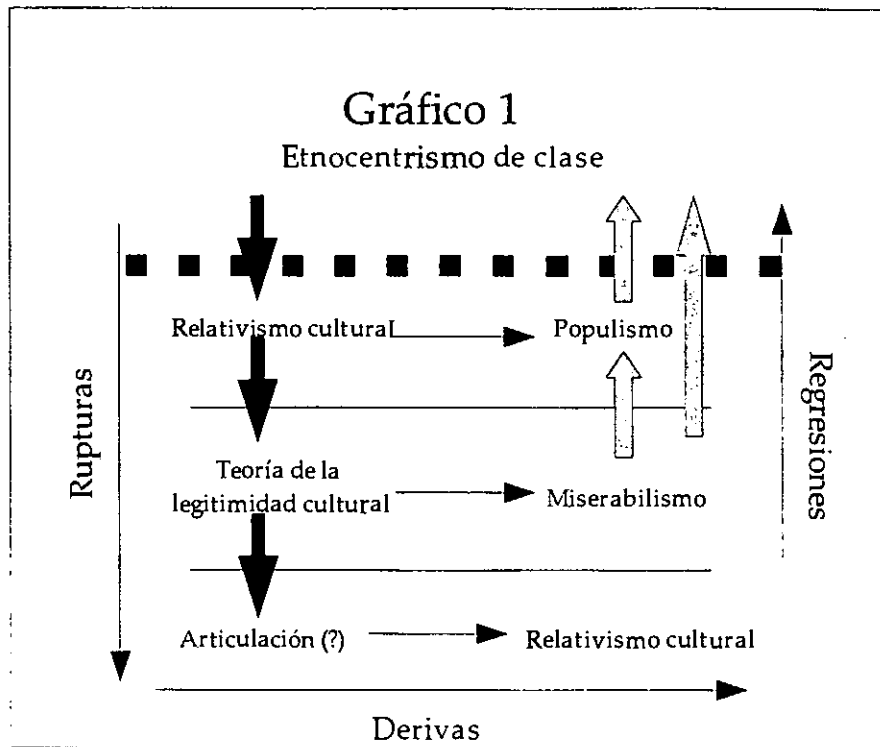 Gráfico 1
Etnocentrismo de clase
Rupturas
Relativismo cultural
Populismo
Teoría de la
legitimidad cultural
Miserabilismo
Articulación (?)
Relativismo cultural
Regresiones
Derivas